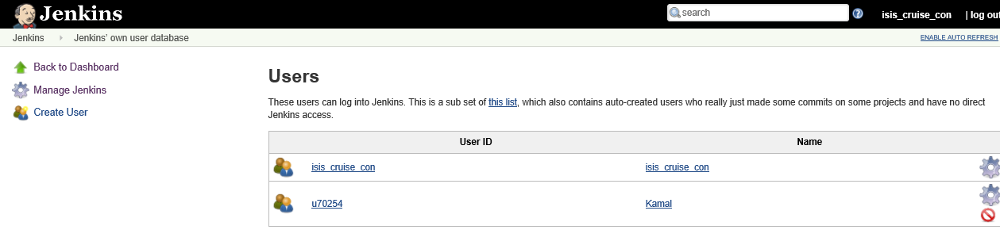 Jenkins
search
isis_cruise_con | log out
Jenkins Jenkins' own user database
ENABLE AUTO REFRESH
Back to Dashboard
Manage Jenkins
Create User
Users
These users can log into Jenkins. This is a sub set of this list, which also contains auto-created users who really just made some commits on some projects and have no direct
Jenkins access.
User ID Name
isis_cruise_con isis_cruise_con
u70254 Kamal